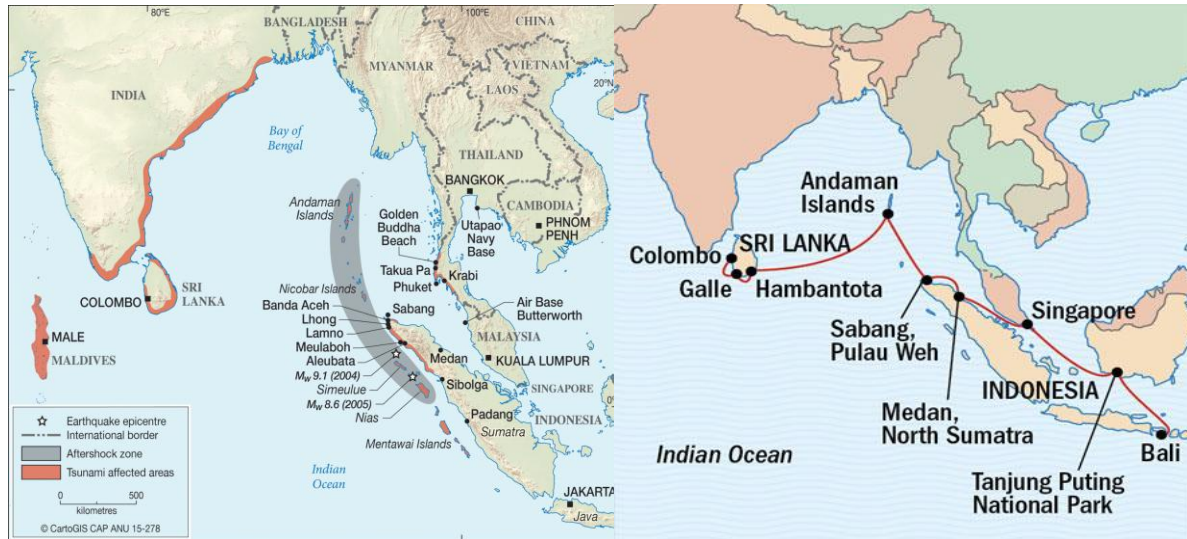 80°E
100°E
BANGLADESH
CHINA
MYANMAR
VIETNAM
INDIA
LAOS
20°N
Bay of
Bengal
THAILAND
BANGKOK
Andaman
Islands
CAMBODIA
PHNOM
PENH
Golden
Buddha
Beach
Utapao
Navy
Base
Takua Pa
Krabi
Phuket
SRI
LANKA
COLOMBO
Nicobar Islands
Banda Aceh
Sabang
Air Base
Butterworth
Lhong
Lamno
MALAYSIA
MALE
MALDIVES
Meulaboh
Aleubata
Medan
KUALA LUMPUR
Mw 9.1 (2004)
Simeulue
Sibolga
SINGAPORE
Mw 8.6 (2005)
Nias
Padang
INDONESIA
Sumatra
Mentawai Islands
Indian
Ocean
JAKARTA
Java
Earthquake epicentre
International border
Aftershock zone
Tsunami affected areas
0 500
kilometres
© CartoGIS CAP ANU 15-278
Andaman
Islands
Colombo
SRI LANKA
Galle
Hambantota
Singapore
Sabang,
Pulau Weh
INDONESIA
Medan,
North Sumatra
Indian Ocean
Bali
Tanjung Puting
National Park